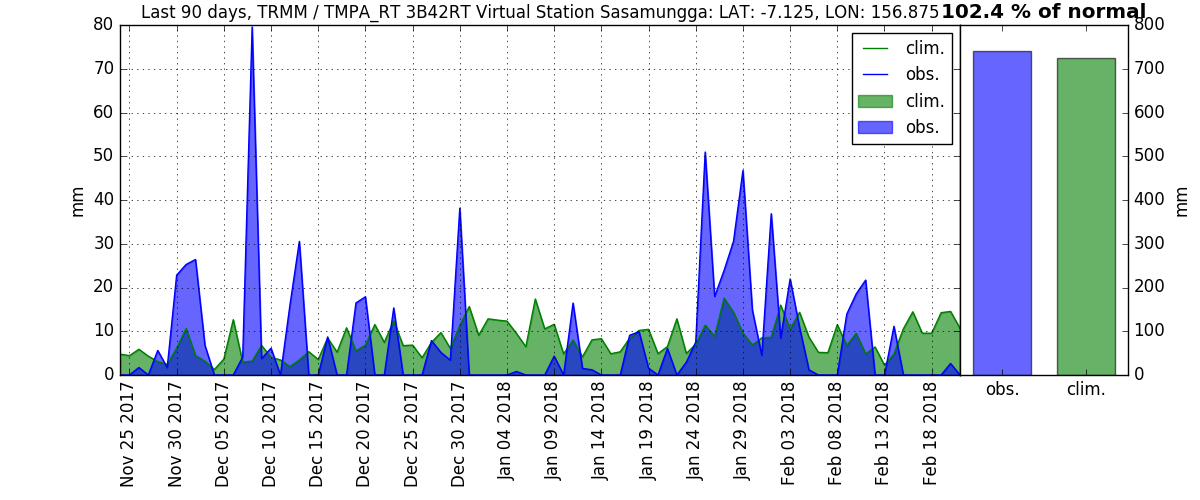 Last 90 days, TRMM / TMPA_RT 3B42RT Virtual Station Sasamungga: LAT: -7.125, LON: 156.875
102.4 % of normal
clim.
obs.
clim.
obs.
80
70
60
50
40
30
20
10
0
mm
800
700
600
500
400
300
200
100
0
mm
Nov 25 2017
Nov 30 2017
Dec 05 2017
Dec 10 2017
Dec 15 2017
Dec 20 2017
Dec 25 2017
Dec 30 2017
Jan 04 2018
Jan 09 2018
Jan 14 2018
Jan 19 2018
Jan 24 2018
Jan 29 2018
Feb 03 2018
Feb 08 2018
Feb 13 2018
Feb 18 2018
obs.
clim.